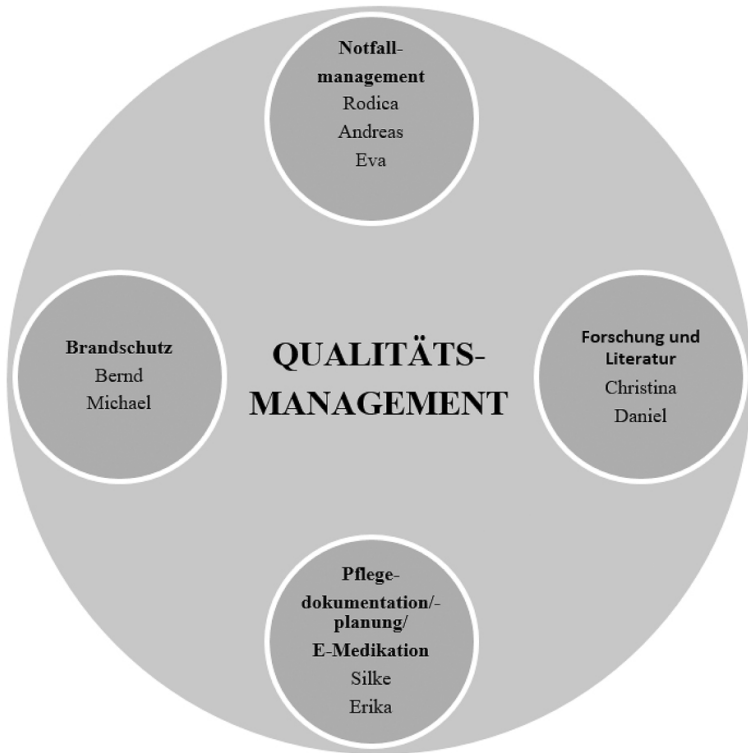 Notfall-
management
Rodica
Andreas
Eva
Brandschutz
Bernd
Michael
QUALITÄTS-
MANAGEMENT
Forschung und
Literatur
Christina
Daniel
Pflege-
dokumentation/-
planung/
E-Medikation
Silke
Erika